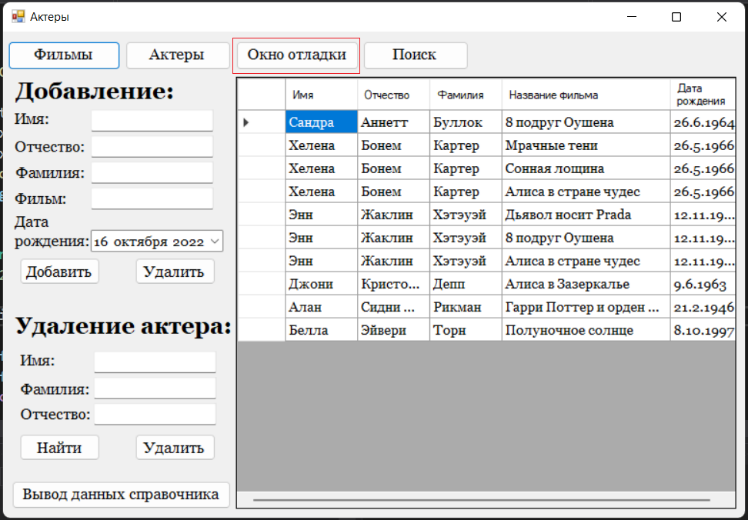 Актеры
Фильмы Актеры Окно отладки Поиск
Добавление:
Имя:
Отчество:
Фамилия:
Фильм:
Дата
рождения: 16 октября 2022
Добавить Удалить
Удаление актера:
Имя:
Фамилия:
Отчество:
Найти Удалить
Вывод данных справочника
Имя Отчество Фамилия Название фильма Дата
рождения
Сандра Аннетт Буллок 8 подруг Оушена 26.6.1964
Хелена Бонем Картер Мрачные тени 26.5.1966
Хелена Бонем Картер Сонная лощина 26.5.1966
Хелена Бонем Картер Алиса в стране чудес 26.5.1966
Энн Жаклин Хэтэуэй Дьявол носит Prada 12.11.19...
Энн Жаклин Хэтэуэй 8 подруг Оушена 12.11.19...
Энн Жаклин Хэтэуэй Алиса в стране чудес 12.11.19...
Джони Кристо... Депп Алиса в Зазеркалье 9.6.1963
Алан Сидни ... Рикман Гарри Поттер и орден ... 21.2.1946
Белла Эйвери Торн Полуночное солнце 8.10.1997